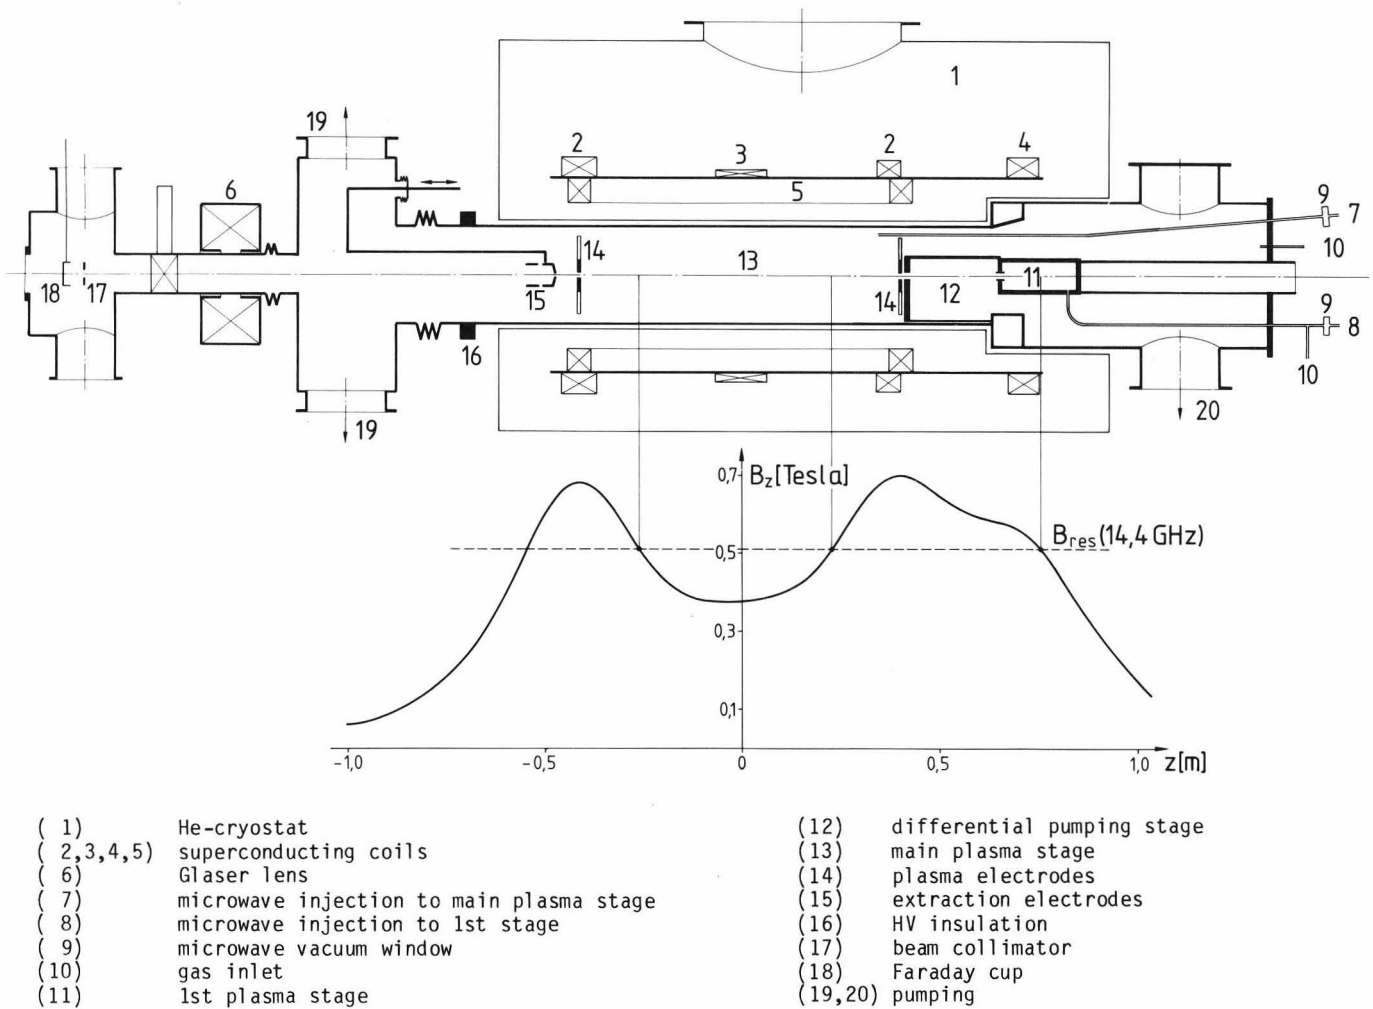 1
19
2
3
2
4
5
6
9
7
14
13
10
18
17
15
14
12
11
9
8
16
10
19
20
0,7
B_z[Tesla]
0,5
B_res(14,4 GHz)
0,3
0,1
-1,0
-0,5
0
0,5
1,0
z[m]
( 1) He-cryostat
( 2,3,4,5) superconducting coils
( 6) Glaser lens
( 7) microwave injection to main plasma stage
( 8) microwave injection to 1st stage
( 9) microwave vacuum window
(10) gas inlet
(11) 1st plasma stage
(12) differential pumping stage
(13) main plasma stage
(14) plasma electrodes
(15) extraction electrodes
(16) HV insulation
(17) beam collimator
(18) Faraday cup
(19,20) pumping